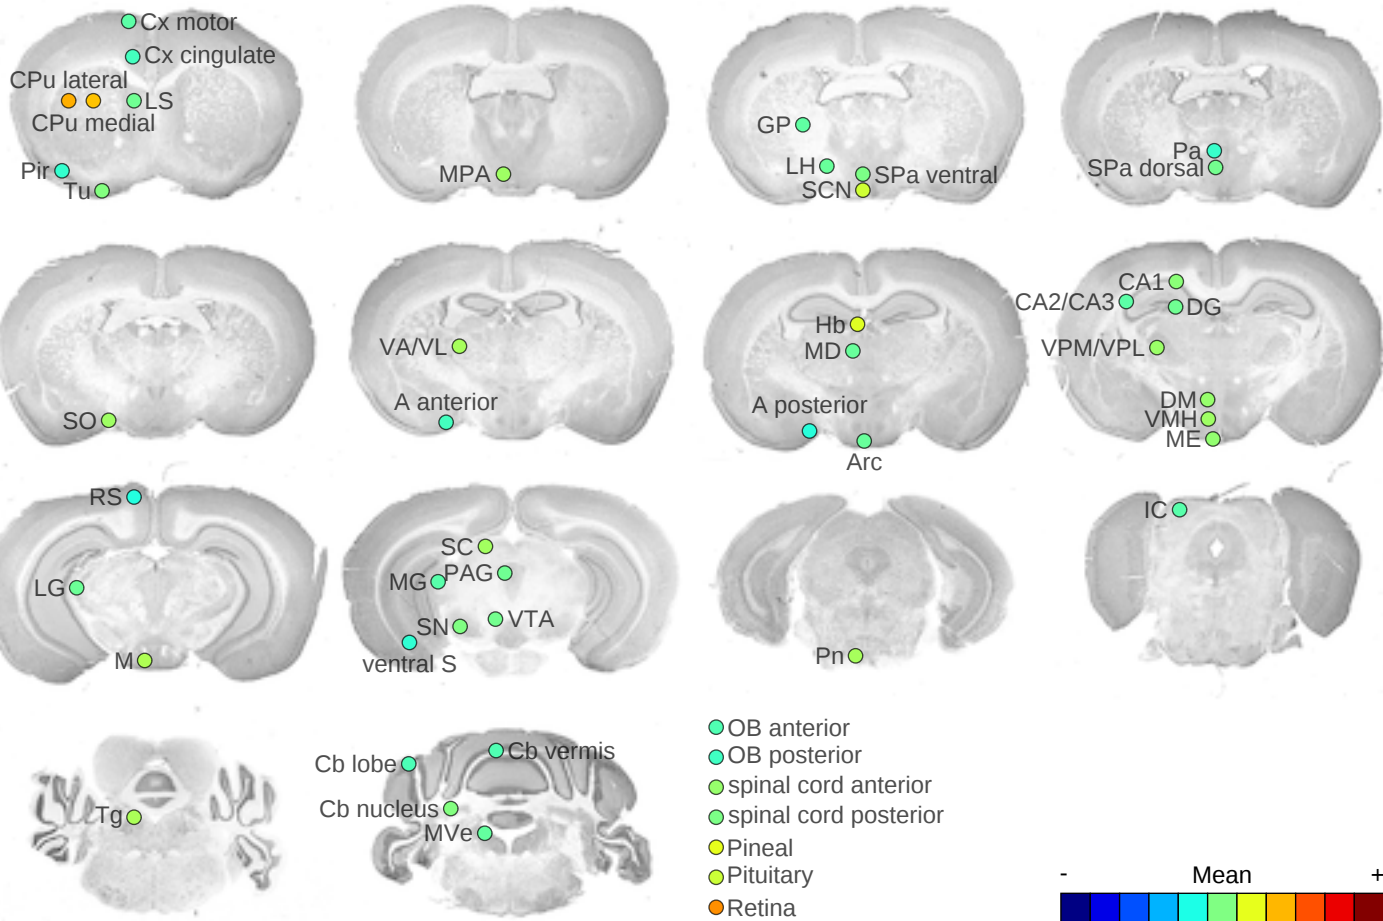 Cx motor
Cx cingulate
CPu lateral
LS
CPu medial
Pir
Tu
MPA
GP
LH
SPa ventral
SCN
Pa
SPa dorsal
SO
VA/VL
A anterior
Hb
MD
A posterior
Arc
CA1
CA2/CA3
DG
VPM/VPL
DM
VMH
ME
RS
LG
M
SC
PAG
MG
VTA
SN
ventral S
Pn
IC
Tg
Cb vermis
Cb lobe
Cb nucleus
MVe
OB anterior
OB posterior
spinal cord anterior
spinal cord posterior
Pineal
Pituitary
Retina
- Mean +